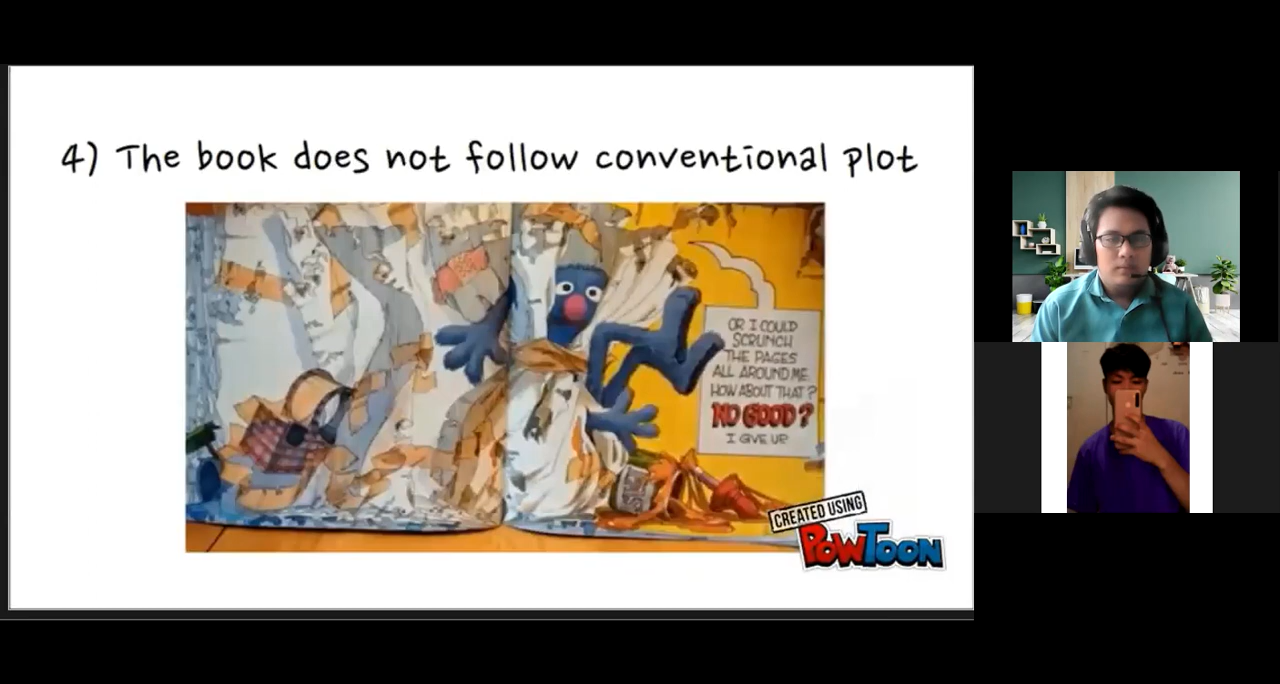 4) The book does not follow conventional plot
OR I COULD
SCRUNCH
THE PAGES
ALL AROUND ME.
HOW ABOUT THAT?
NO GOOD?
I GIVE UP
CREATED USING
POWTOON